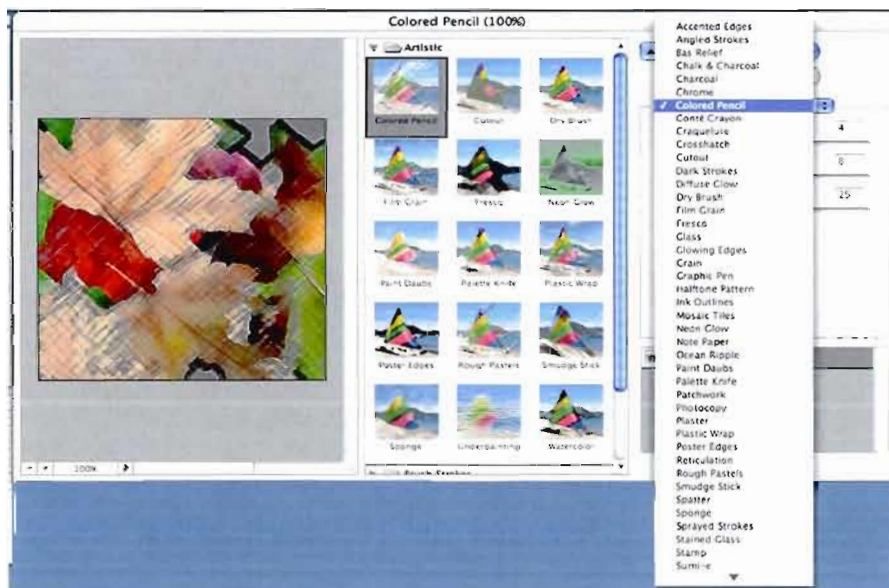 Colored Pencil (100%)
Artistic
Colored Pencil
Cutout
Dry Brush
Film Grain
Fresco
Neon Glow
Paint Daubs
Palette Knife
Plastic Wrap
Poster Edges
Rough Pastels
Smudge Stick
Sponge
Underpainting
Watercolor
Brush Strokes
100%
Accented Edges
Angled Strokes
Bas Relief
Chalk & Charcoal
Charcoal
Chrome
✓ Colored Pencil
Conté Crayon
Craquelure
Crosshatch
Cutout
Dark Strokes
Diffuse Glow
Dry Brush
Film Grain
Fresco
Glass
Glowing Edges
Grain
Graphic Pen
Halftone Pattern
Ink Outlines
Mosaic Tiles
Neon Glow
Note Paper
Ocean Ripple
Paint Daubs
Palette Knife
Patchwork
Photocopy
Plaster
Plastic Wrap
Poster Edges
Reticulation
Rough Pastels
Smudge Stick
Spatter
Sponge
Sprayed Strokes
Stained Glass
Stamp
Sumi-e
4
8
25